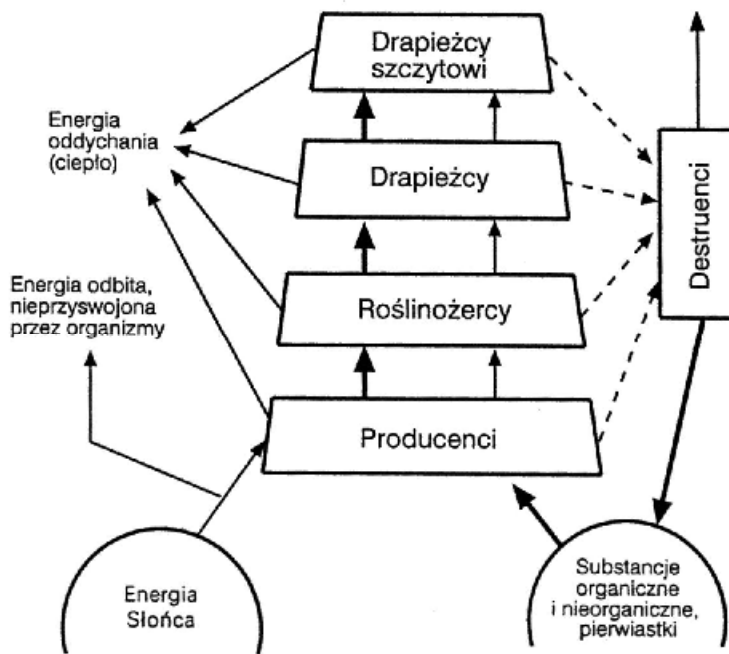 Drapieżcy
szczytowi
Energia
oddychania
(ciepło)
Drapieżcy
Destruenci
Energia odbita,
nieprzyswojona
przez organizmy
Roślinożercy
Producenci
Energia
Słońca
Substancje
organiczne
i nieorganiczne,
pierwiastki